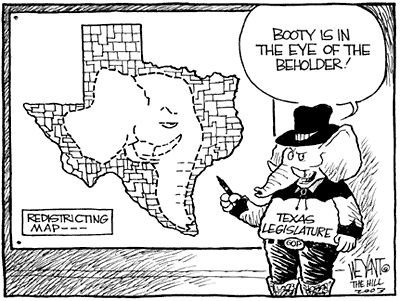 BOOTY IS IN
THE EYE OF THE
BEHOLDER!
REDISTRICTING
MAP---
TEXAS
LEGISLATURE
GOP
WEYANT©
THE HILL
2003